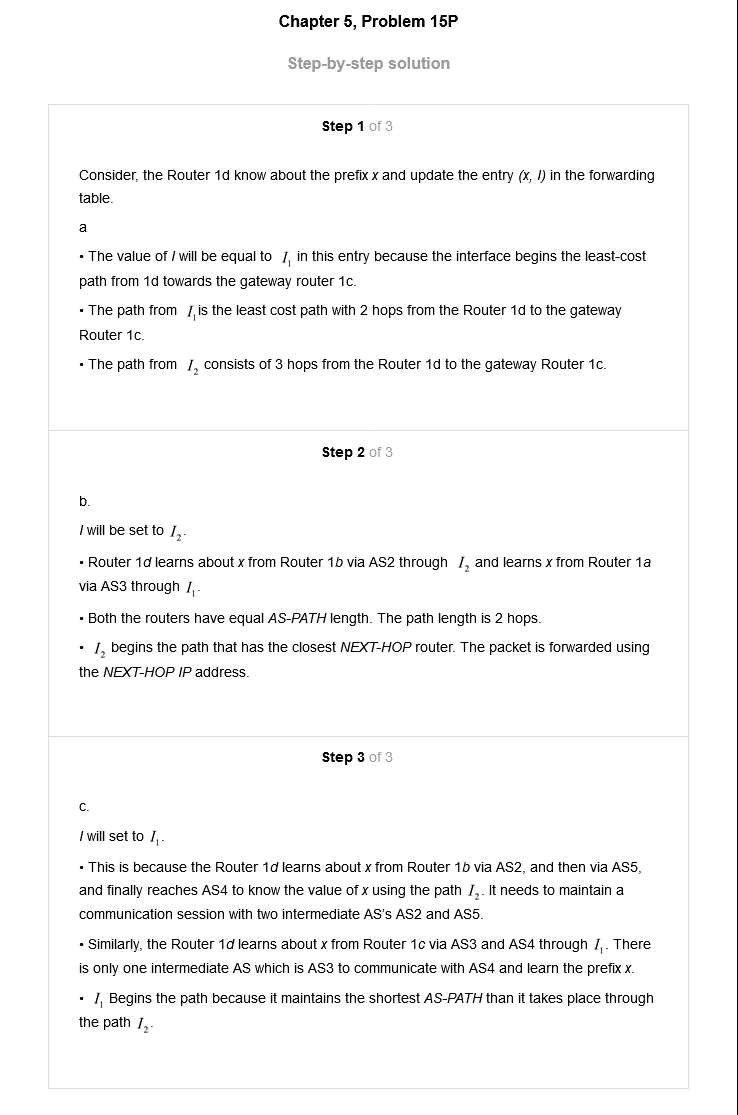 Chapter 5, Problem 15P
Step-by-step solution
Step 1 of 3
Consider, the Router 1d know about the prefix x and update the entry (x, I) in the forwarding
table.
a
• The value of I will be equal to I₁ in this entry because the interface begins the least-cost
path from 1d towards the gateway router 1c.
• The path from I₁ is the least cost path with 2 hops from the Router 1d to the gateway
Router 1c.
• The path from I₂ consists of 3 hops from the Router 1d to the gateway Router 1c.
Step 2 of 3
b.
I will be set to I₂.
• Router 1d learns about x from Router 1b via AS2 through I₂ and learns x from Router 1a
via AS3 through I₁.
• Both the routers have equal AS-PATH length. The path length is 2 hops.
• I₂ begins the path that has the closest NEXT-HOP router. The packet is forwarded using
the NEXT-HOP IP address.
Step 3 of 3
c.
I will set to I₁.
• This is because the Router 1d learns about x from Router 1b via AS2, and then via AS5,
and finally reaches AS4 to know the value of x using the path I₂. It needs to maintain a
communication session with two intermediate AS's AS2 and AS5.
• Similarly, the Router 1d learns about x from Router 1c via AS3 and AS4 through I₁. There
is only one intermediate AS which is AS3 to communicate with AS4 and learn the prefix x.
• I₁ Begins the path because it maintains the shortest AS-PATH than it takes place through
the path I₂.